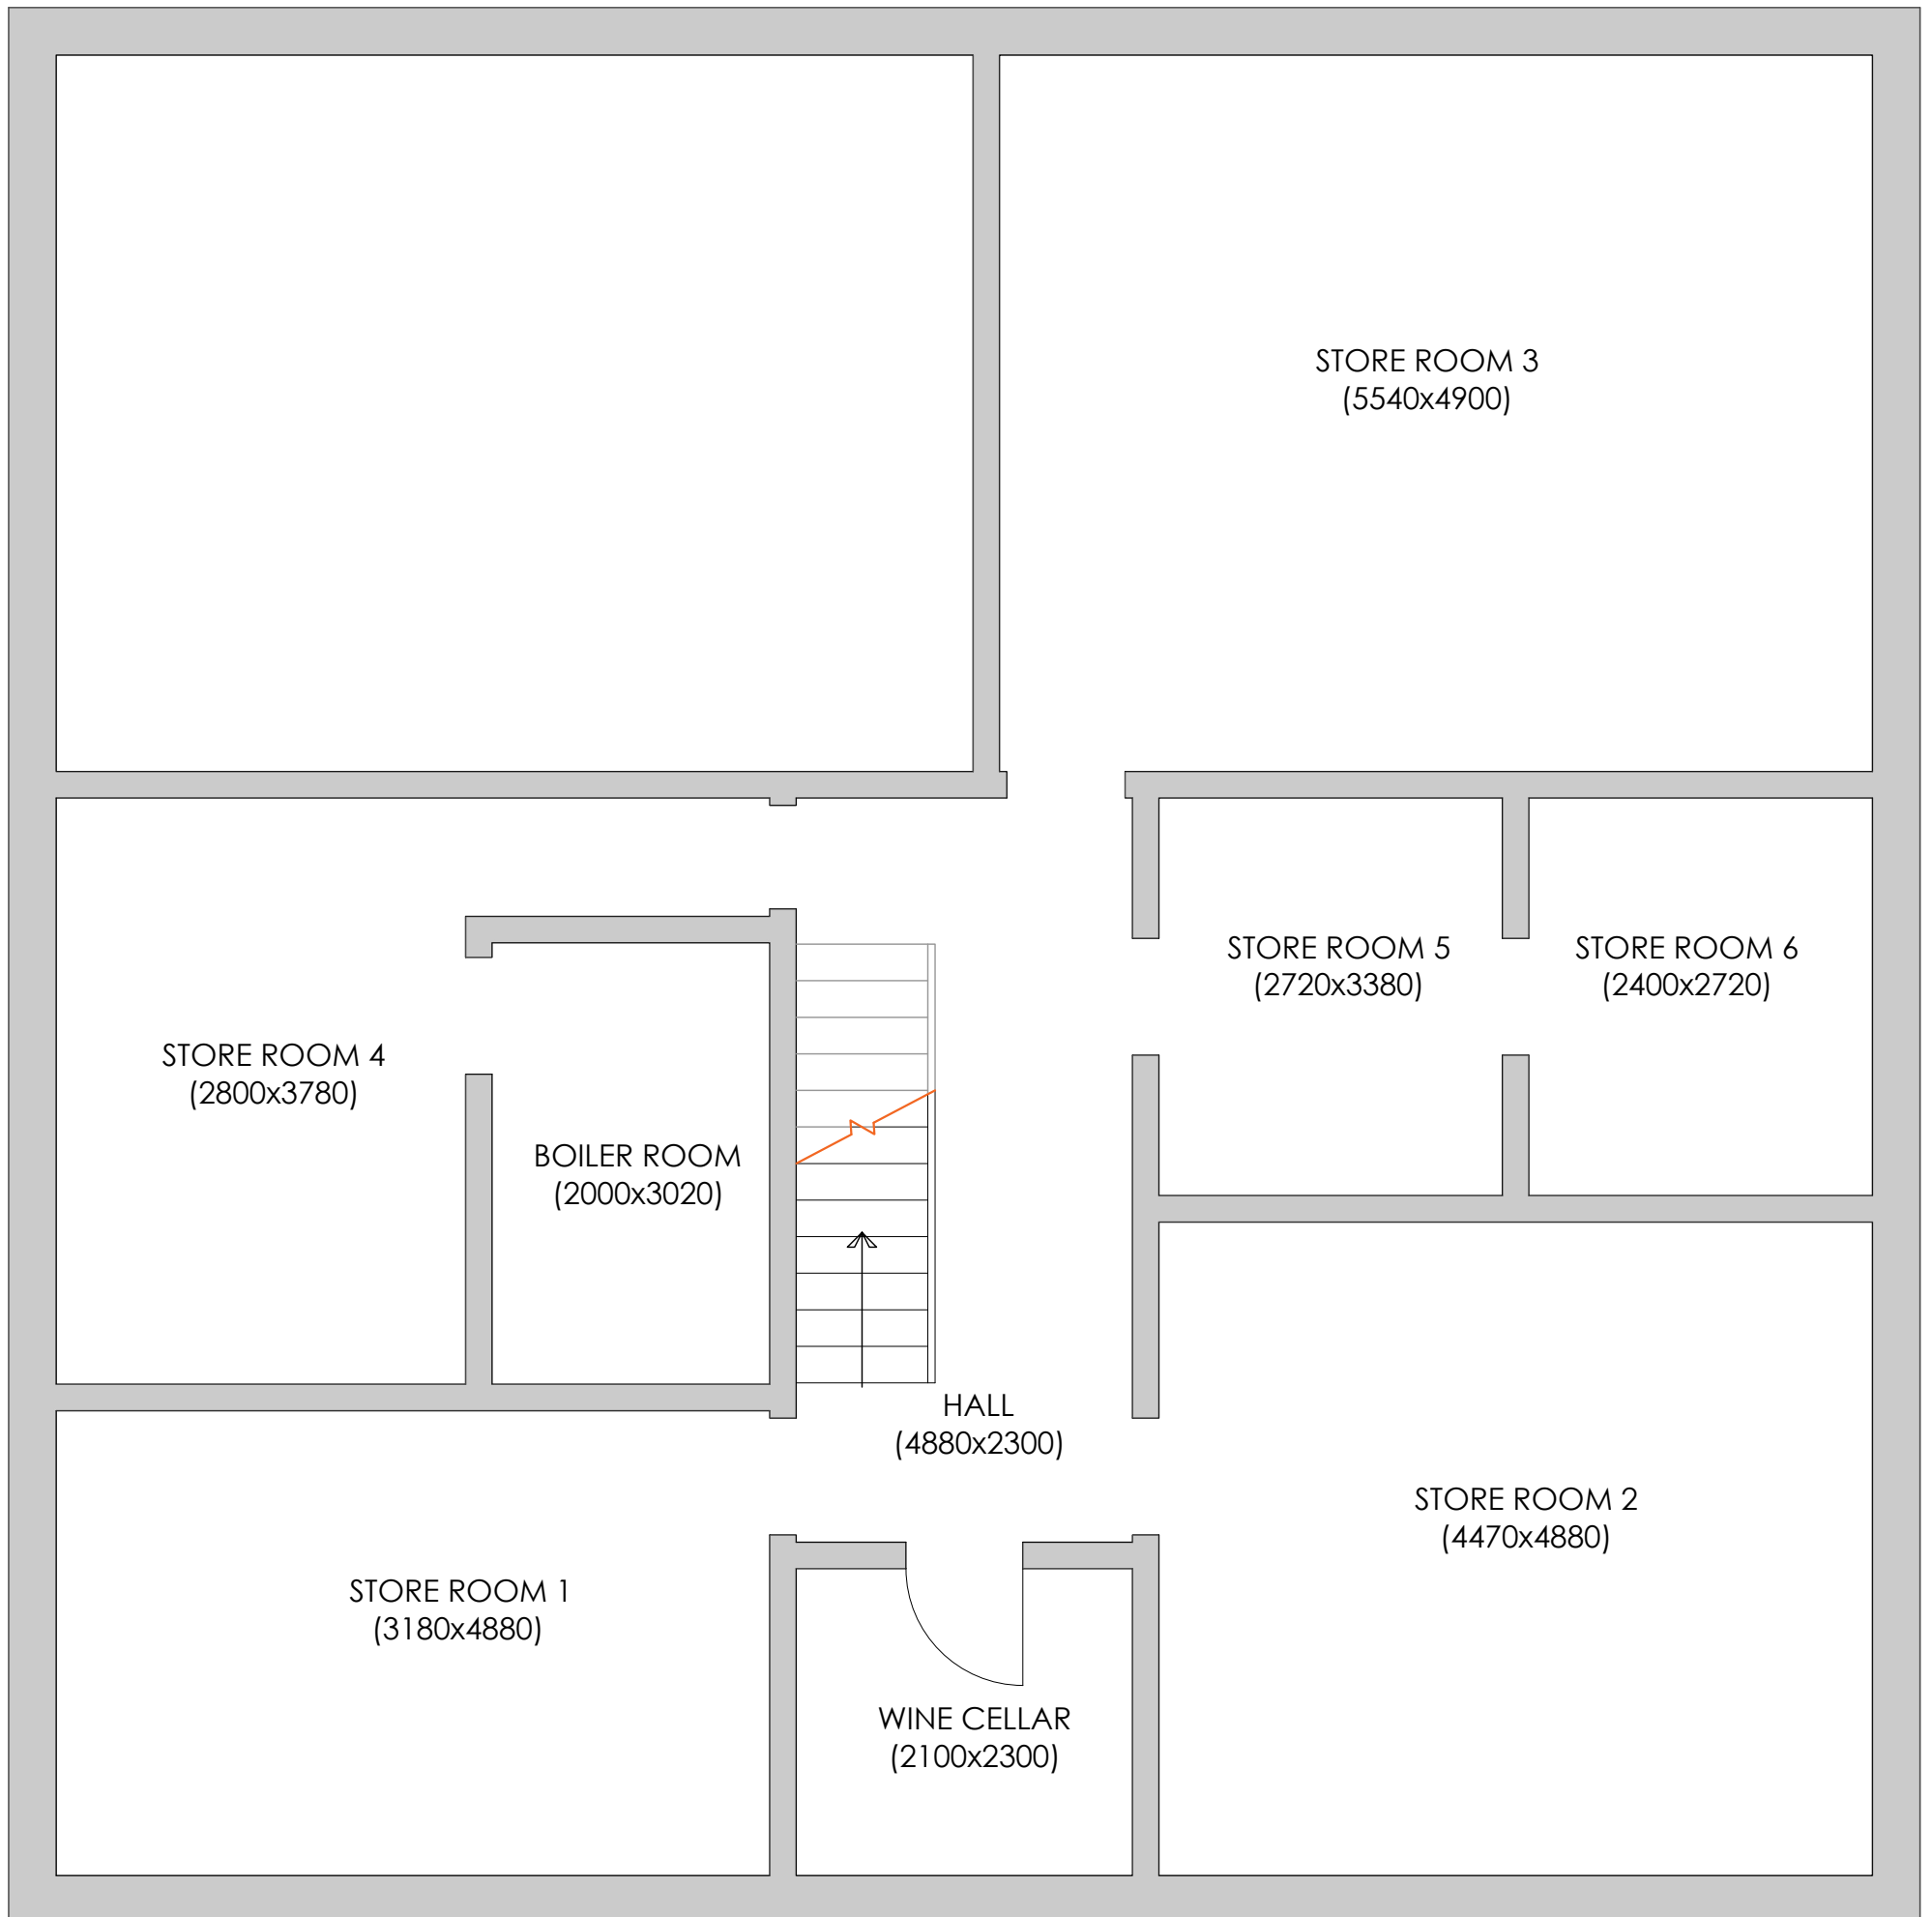 STORE ROOM 3
(5540x4900)
STORE ROOM 5
(2720x3380)
STORE ROOM 6
(2400x2720)
STORE ROOM 4
(2800x3780)
BOILER ROOM
(2000x3020)
HALL
(4880x2300)
STORE ROOM 2
(4470x4880)
STORE ROOM 1
(3180x4880)
WINE CELLAR
(2100x2300)